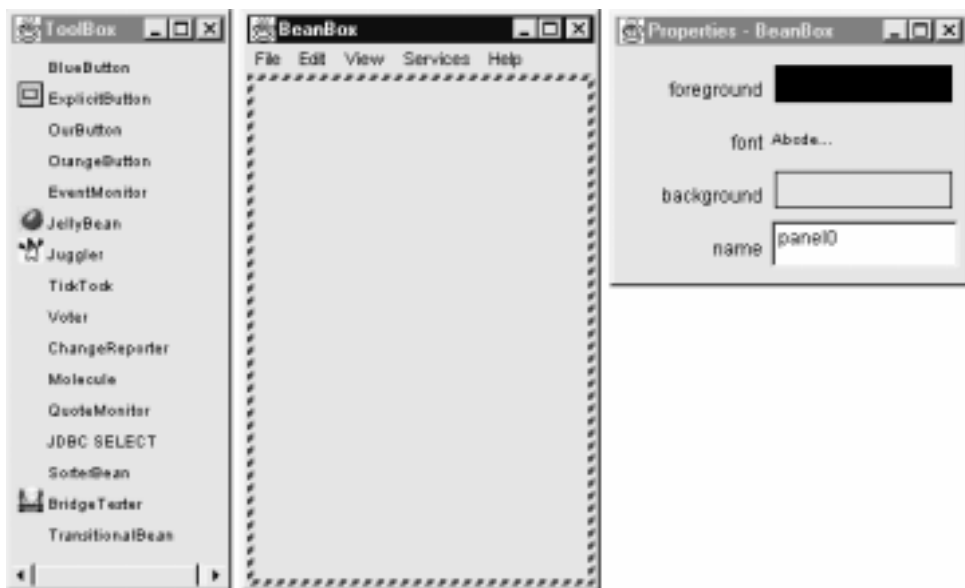 ToolBox
BlueButton
ExplicitButton
OurButton
OrangeButton
EventMonitor
JellyBean
Juggler
TickTock
Voter
ChangeReporter
Molecule
QuoteMonitor
JDBC SELECT
SorterBean
BridgeTester
TransitionalBean
BeanBox
File Edit View Services Help
Properties - BeanBox
foreground
font Abcde...
background
name panel0